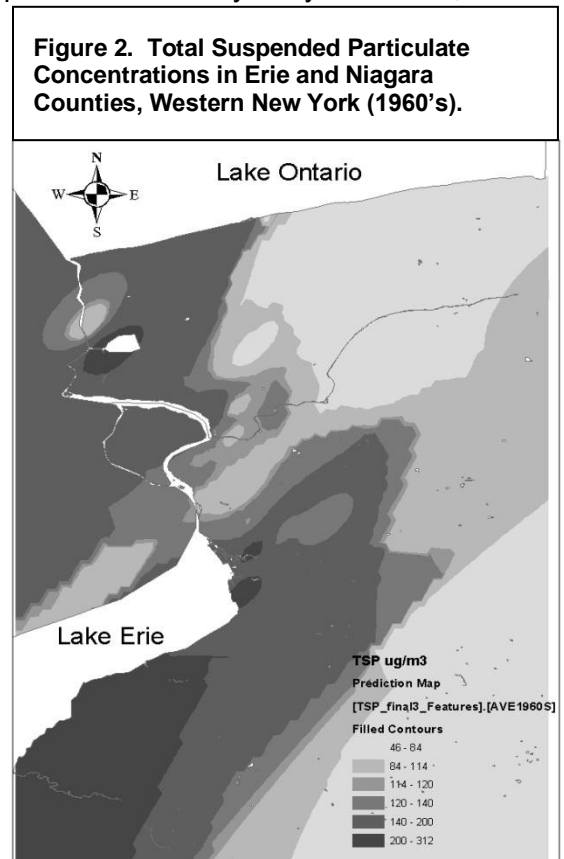 Figure 2. Total Suspended Particulate
Concentrations in Erie and Niagara
Counties, Western New York (1960's).
N
Lake Ontario
W
E
S
Lake Erie
TSP ug/m3
Prediction Map
[TSP_final3_Features].[AVE1960S]
Filled Contours
46 - 84
84 - 114
114 - 120
120 - 140
140 - 200
200 - 312